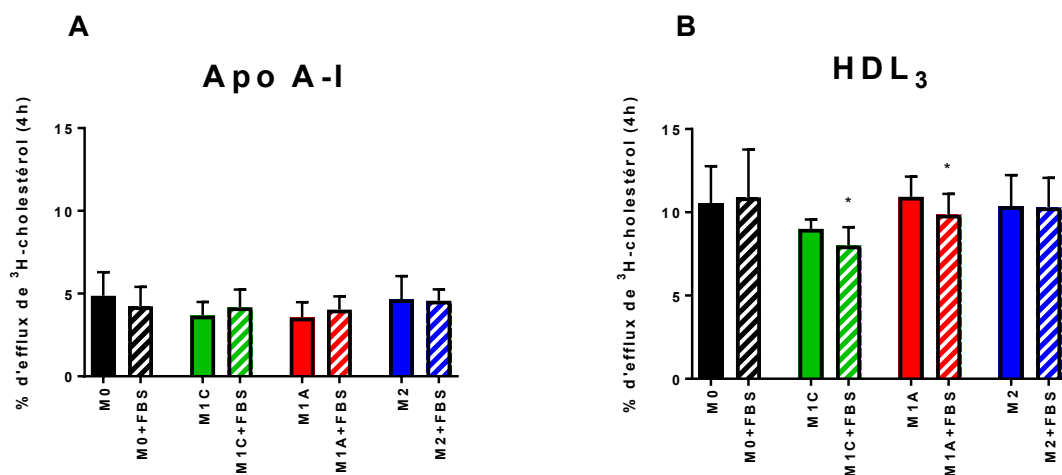 A
Apo A-I
% d'efflux de ³H-cholestérol (4h)
15
10
5
0
M0
M0+FBS
M1C
M1C+FBS
M1A
M1A+FBS
M2
M2+FBS
B
HDL₃
% d'efflux de ³H-cholestérol (4h)
15
10
5
0
*
*
M0
M0+FBS
M1C
M1C+FBS
M1A
M1A+FBS
M2
M2+FBS